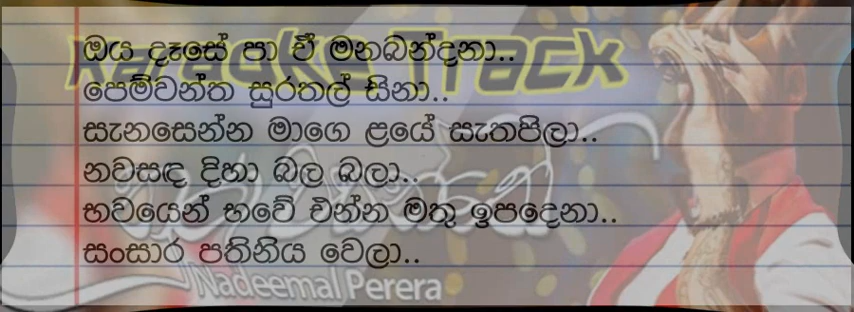 Karaoke Track
ඔය දෑසේ පා ඒ මනබන්දනා..
පෙම්වන්ත සුරතල් සිනා..
සැනසෙන්න මාගෙ ළයේ සැතපිලා..
නවසඳ දිහා බල බලා..
භවයෙන් භවේ එන්න මතු ඉපදෙනා..
සංසාර පතිනිය වෙලා..
Nadeemal Perera